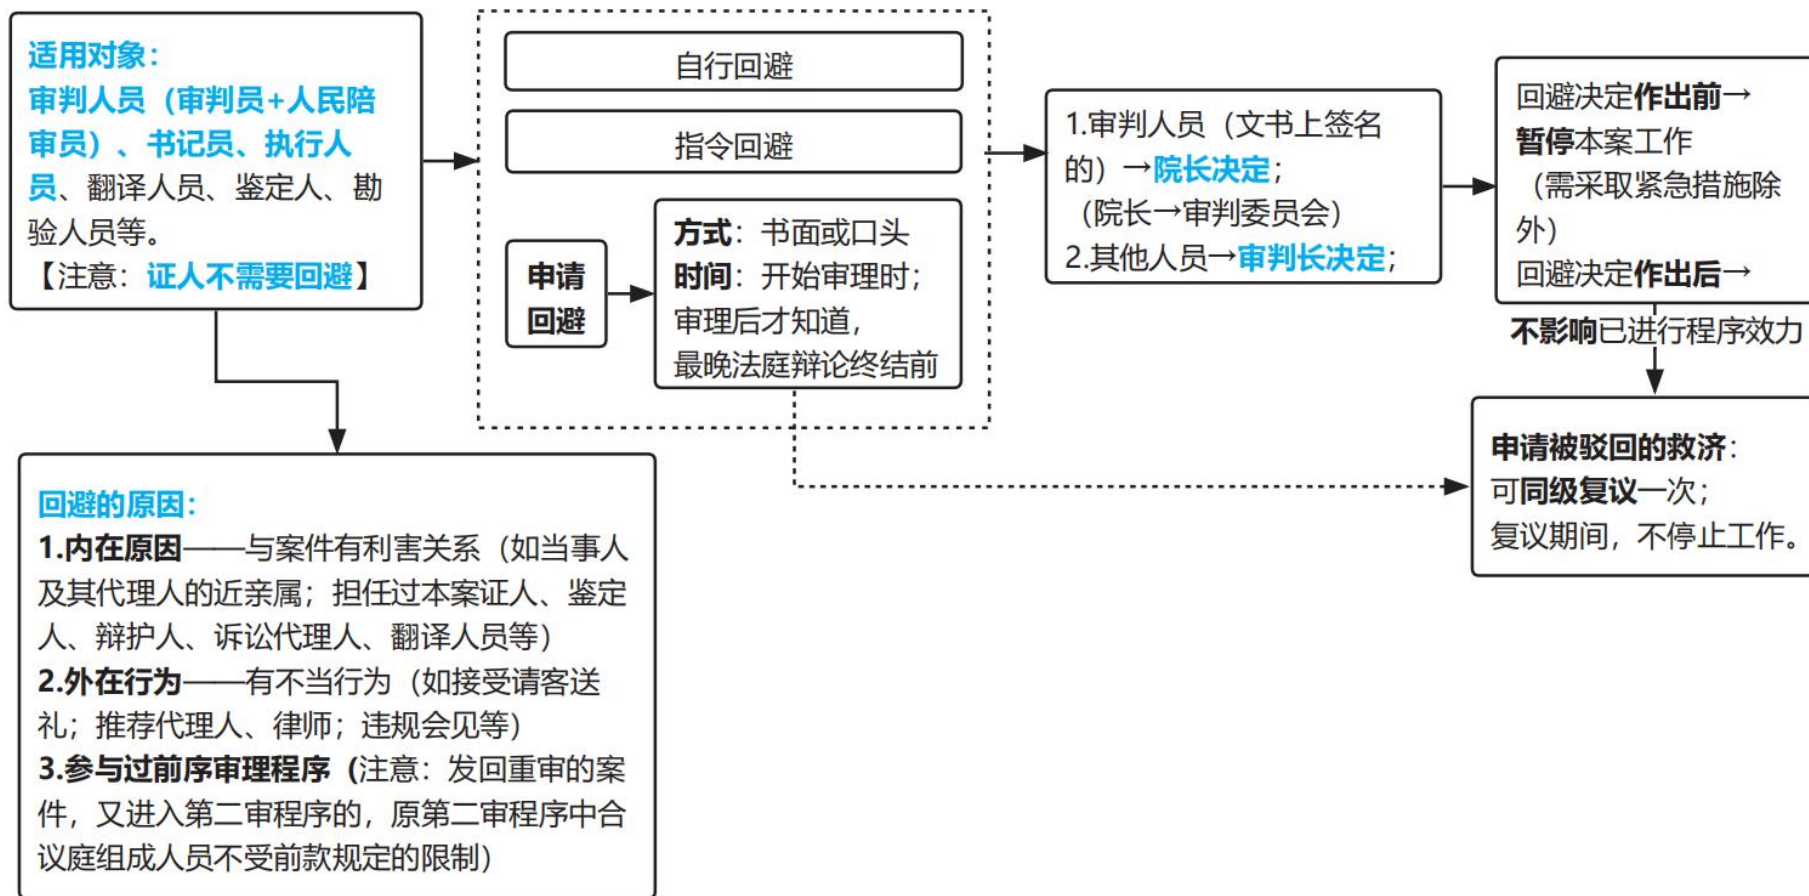 适用对象：
审判人员（审判员+人民陪
审员）、书记员、执行人
员、翻译人员、鉴定人、勘
验人员等。
【注意：证人不需要回避】
自行回避
指令回避
申请
回避
方式：书面或口头
时间：开始审理时；
审理后才知道，
最晚法庭辩论终结前
1.审判人员（文书上签名
的）→院长决定；
（院长→审判委员会）
2.其他人员→审判长决定；
回避决定作出前→
暂停本案工作
（需采取紧急措施除
外）
回避决定作出后→
不影响已进行程序效力
申请被驳回的救济：
可同级复议一次；
复议期间，不停止工作。
回避的原因：
1.内在原因——与案件有利害关系（如当事人
及其代理人的近亲属；担任过本案证人、鉴定
人、辩护人、诉讼代理人、翻译人员等）
2.外在行为——有不当行为（如接受请客送
礼；推荐代理人、律师；违规会见等）
3.参与过前序审理程序（注意：发回重审的案
件，又进入第二审程序的，原第二审程序中合
议庭组成人员不受前款规定的限制）